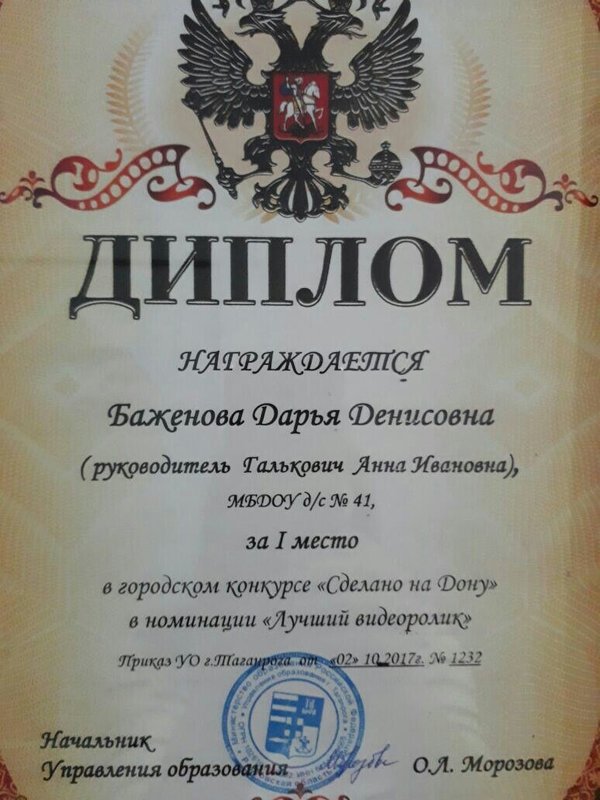 ДИПЛОМ
НАГРАЖДАЕТСЯ
Баженова Дарья Денисовна
(руководитель Галькович Анна Ивановна),
МБДОУ д/с № 41,
за I место
в городском конкурсе «Сделано на Дону»
в номинации «Лучший видеоролик»
Приказ УО г.Таганрога от «02» 10.2017г. № 1232
Начальник
Управления образования
О.Л. Морозова